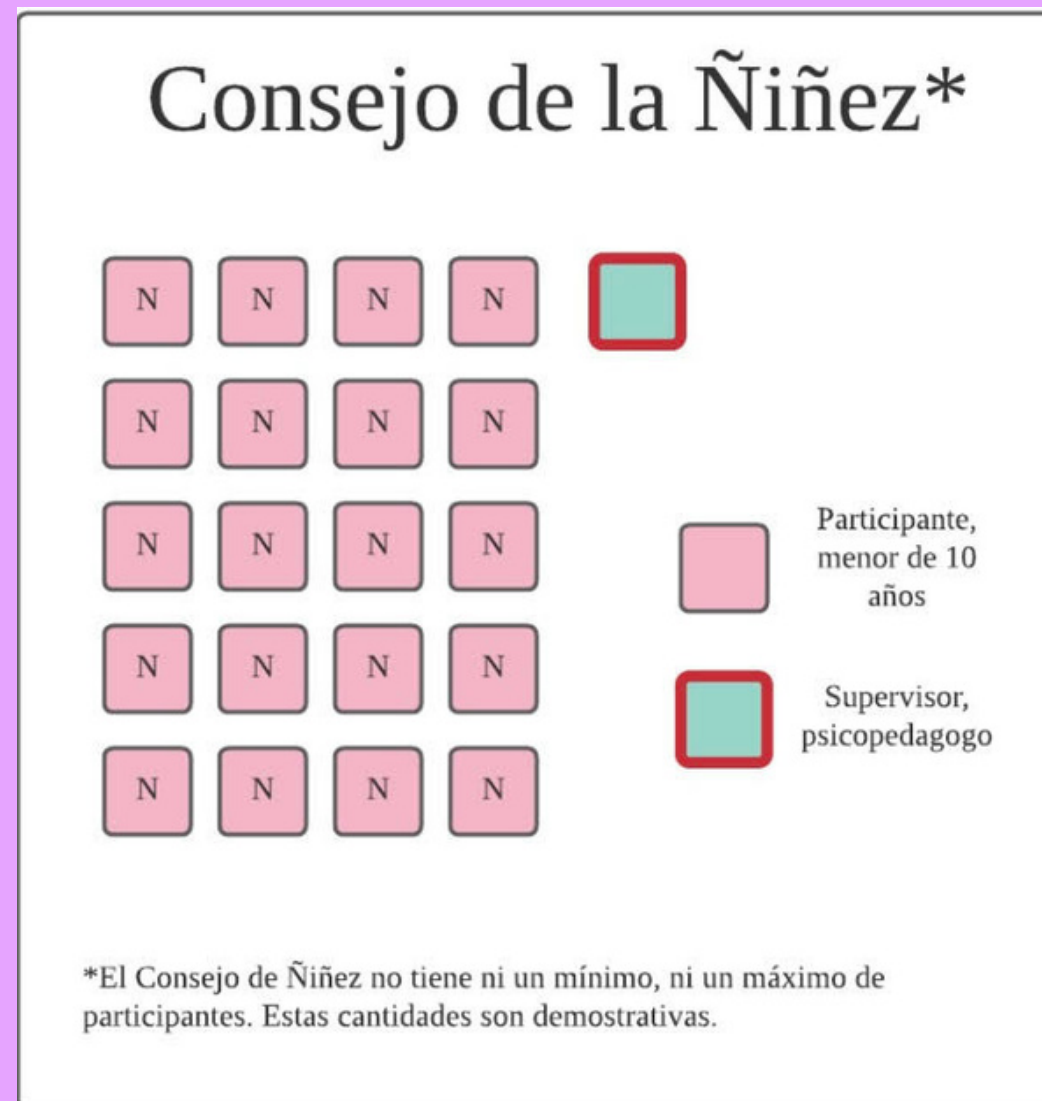 Consejo de la Ñiñez*
N N N N
N N N N
N N N N
N N N N
N N N N
Participante,
menor de 10
años
Supervisor,
psicopedagogo
*El Consejo de Ñiñez no tiene ni un mínimo, ni un máximo de
participantes. Estas cantidades son demostrativas.